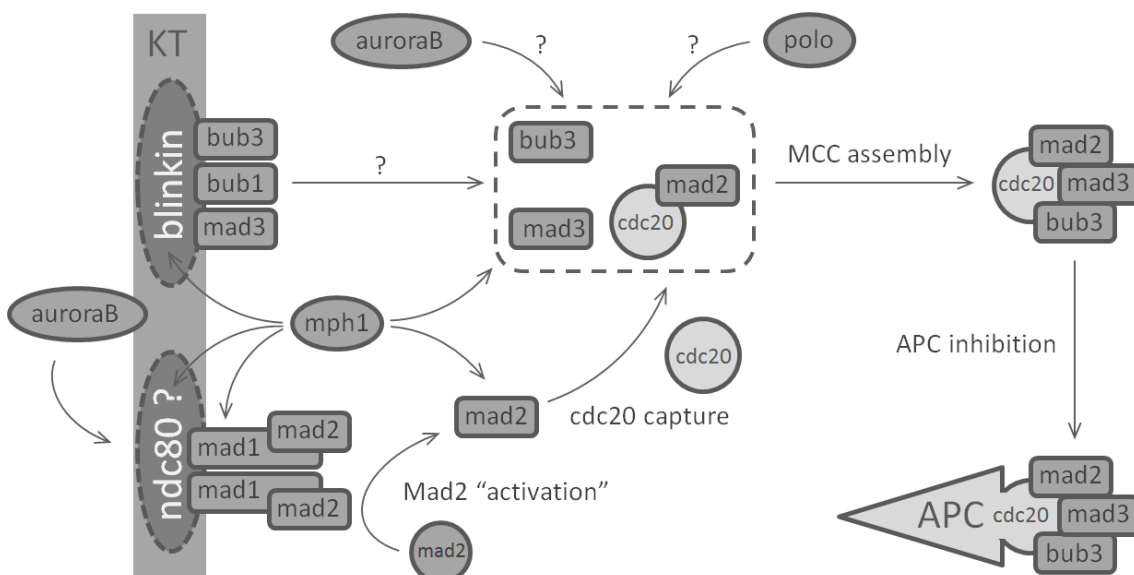 KT
blinkin
bub3
bub1
mad3
?
auroraB
?
polo
?
bub3
mad2
mad3
cdc20
MCC assembly
mad2
cdc20
mad3
bub3
auroraB
mph1
cdc20
APC inhibition
ndc80 ?
mad1
mad2
mad1
mad2
mad2
cdc20 capture
Mad2 “activation”
mad2
APC
cdc20
mad2
mad3
bub3